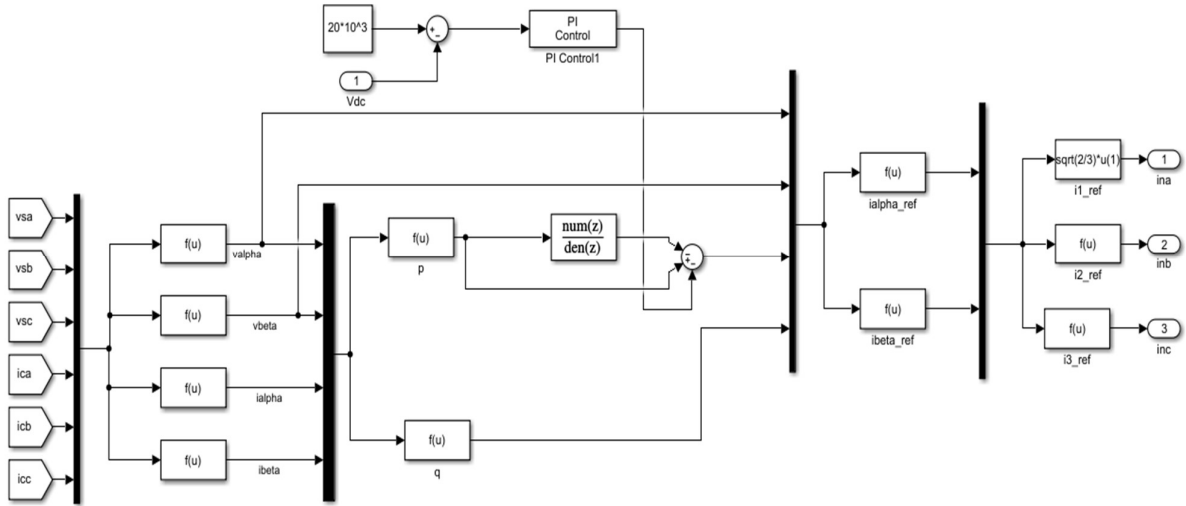 20*10^3
+
-
PI
Control
PI Control1
1
Vdc
vsa
vsb
vsc
ica
icb
icc
f(u)
valpha
f(u)
vbeta
f(u)
ialpha
f(u)
ibeta
f(u)
p
num(z)
den(z)
-
+
-
f(u)
q
f(u)
ialpha_ref
f(u)
ibeta_ref
sqrt(2/3)*u(1)
i1_ref
1
ina
f(u)
i2_ref
2
inb
f(u)
i3_ref
3
inc